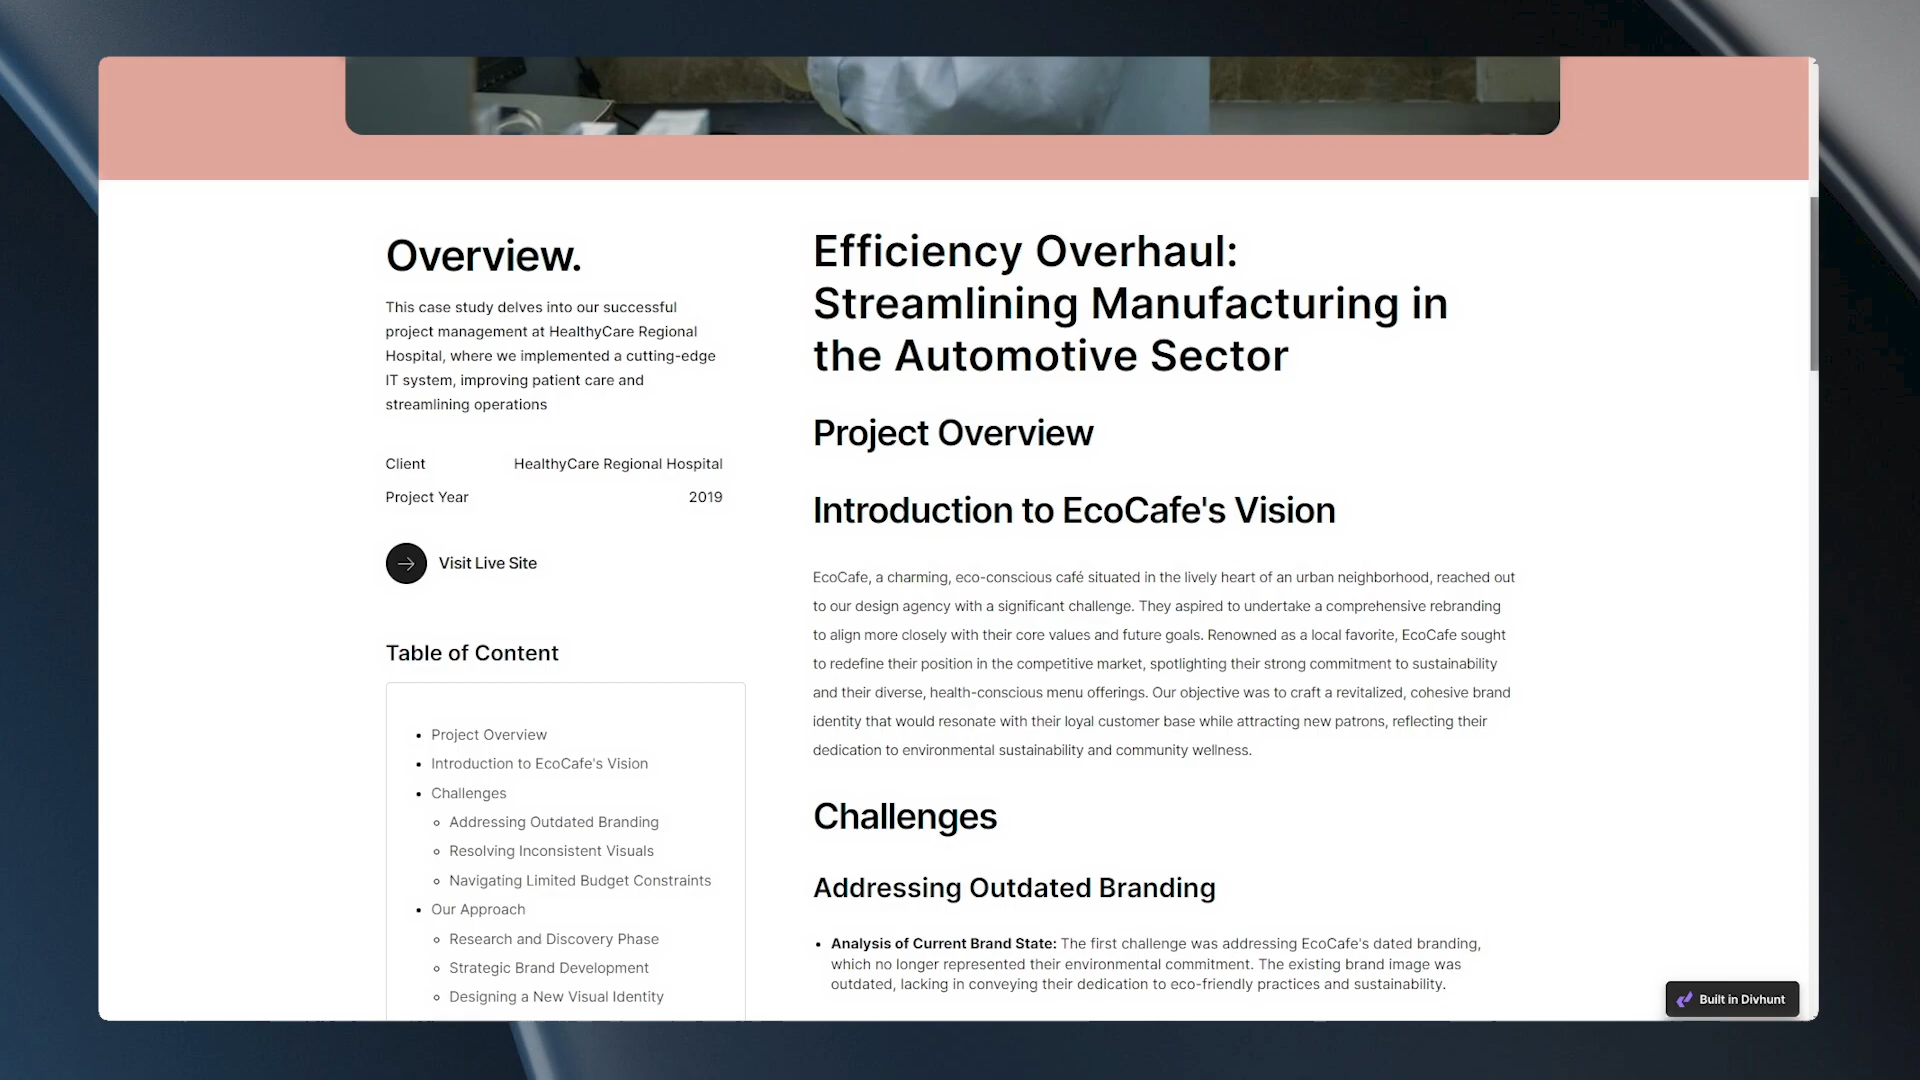 Overview.
This case study delves into our successful
project management at HealthyCare Regional
Hospital, where we implemented a cutting-edge
IT system, improving patient care and
streamlining operations
Client HealthyCare Regional Hospital
Project Year 2019
Visit Live Site
Table of Content
Project Overview
Introduction to EcoCafe's Vision
Challenges
Addressing Outdated Branding
Resolving Inconsistent Visuals
Navigating Limited Budget Constraints
Our Approach
Research and Discovery Phase
Strategic Brand Development
Designing a New Visual Identity
Efficiency Overhaul:
Streamlining Manufacturing in
the Automotive Sector
Project Overview
Introduction to EcoCafe's Vision
EcoCafe, a charming, eco-conscious café situated in the lively heart of an urban neighborhood, reached out
to our design agency with a significant challenge. They aspired to undertake a comprehensive rebranding
to align more closely with their core values and future goals. Renowned as a local favorite, EcoCafe sought
to redefine their position in the competitive market, spotlighting their strong commitment to sustainability
and their diverse, health-conscious menu offerings. Our objective was to craft a revitalized, cohesive brand
identity that would resonate with their loyal customer base while attracting new patrons, reflecting their
dedication to environmental sustainability and community wellness.
Challenges
Addressing Outdated Branding
Analysis of Current Brand State: The first challenge was addressing EcoCafe's dated branding,
which no longer represented their environmental commitment. The existing brand image was
outdated, lacking in conveying their dedication to eco-friendly practices and sustainability.
Built in Divhunt